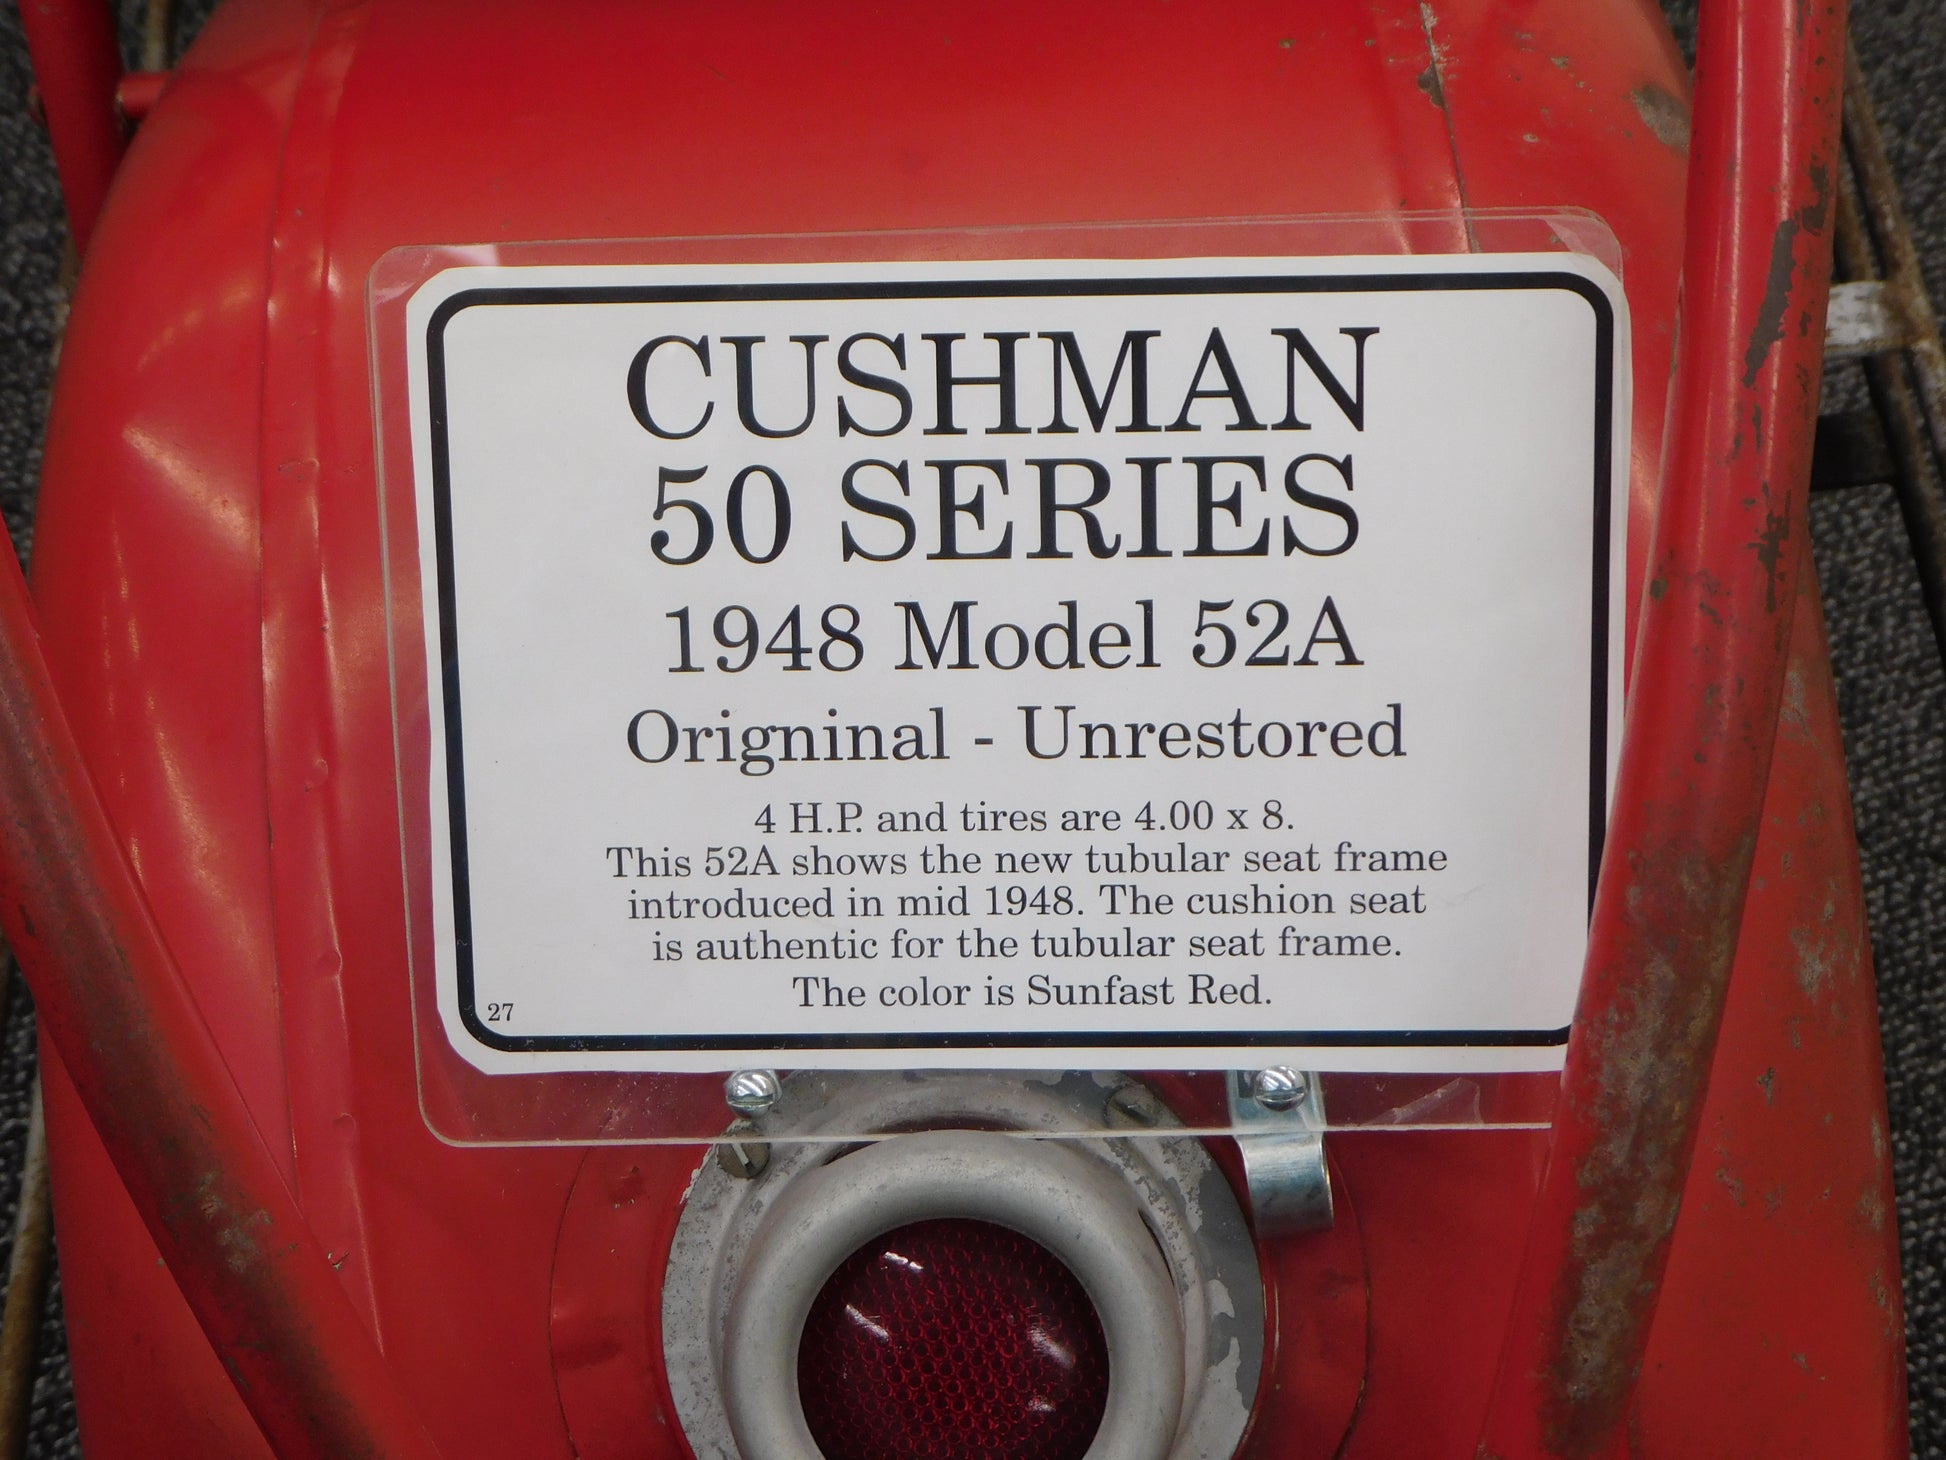 CUSHMAN
50 SERIES
1948 Model 52A
Origninal - Unrestored
4 H.P. and tires are 4.00 x 8.
This 52A shows the new tubular seat frame
introduced in mid 1948. The cushion seat
is authentic for the tubular seat frame.
The color is Sunfast Red.
27